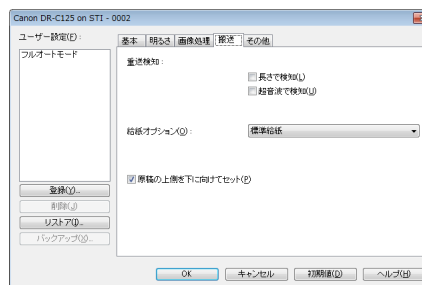 Canon DR-C125 on STI - 0002
ユーザー設定(F):
フルオートモード
登録(Y)...
削除(J)
リストア(T)...
バックアップ(X)...
基本 明るさ 画像処理 搬送 その他
重送検知:
長さで検知(L)
超音波で検知(U)
給紙オプション(O): 標準給紙
原稿の上側を下に向けてセット(P)
OK キャンセル 初期値(D) ヘルプ(H)